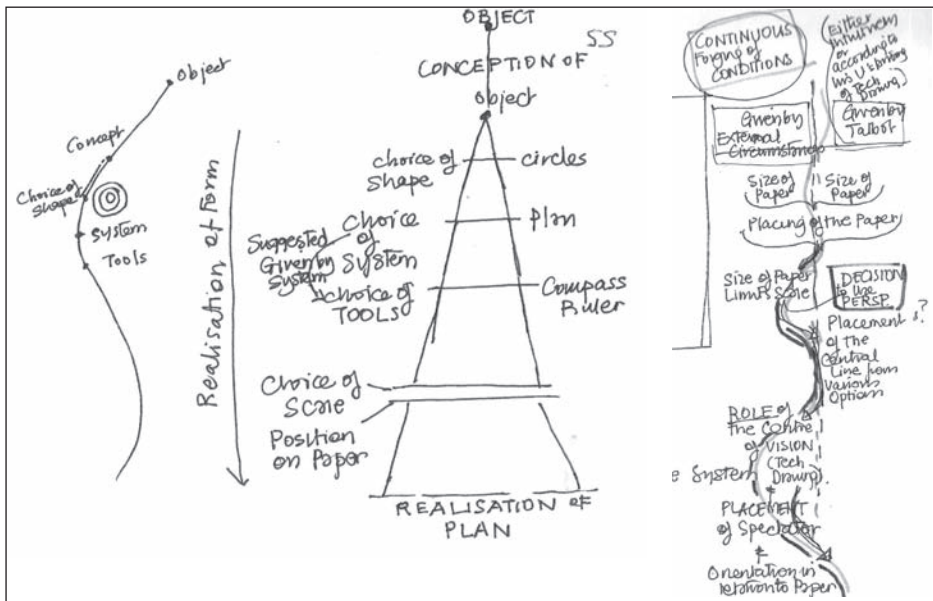 Object
Concept
Choice of
Shape
System
Tools
Realisation of Form
OBJECT
SS
CONCEPTION OF
Object
choice of
Shape
circles
Choice
of
System
Plan
Suggested
Given by
System
Choice of
TOOLS
Compass
Ruler
Choice of
Scale
Position
on Paper
REALISATION OF
PLAN
CONTINUOUS
Forging of
CONDITIONS
(Either
or
according to
his
of Tech
Drawing)
Given by
External
Circumstances
Given by
Talbot
Size of
Paper
Size of
Paper
Placing of the Paper
Size of Paper
Limits Scale
DECISION
to use
PERSP.
Placement s?
of the
Central
Line from
Various
Options
ROLE of
the Centre
of VISION
(Tech
Drawing).
e System
PLACEMENT
of Spectator
+
Orientation in
relation to Paper